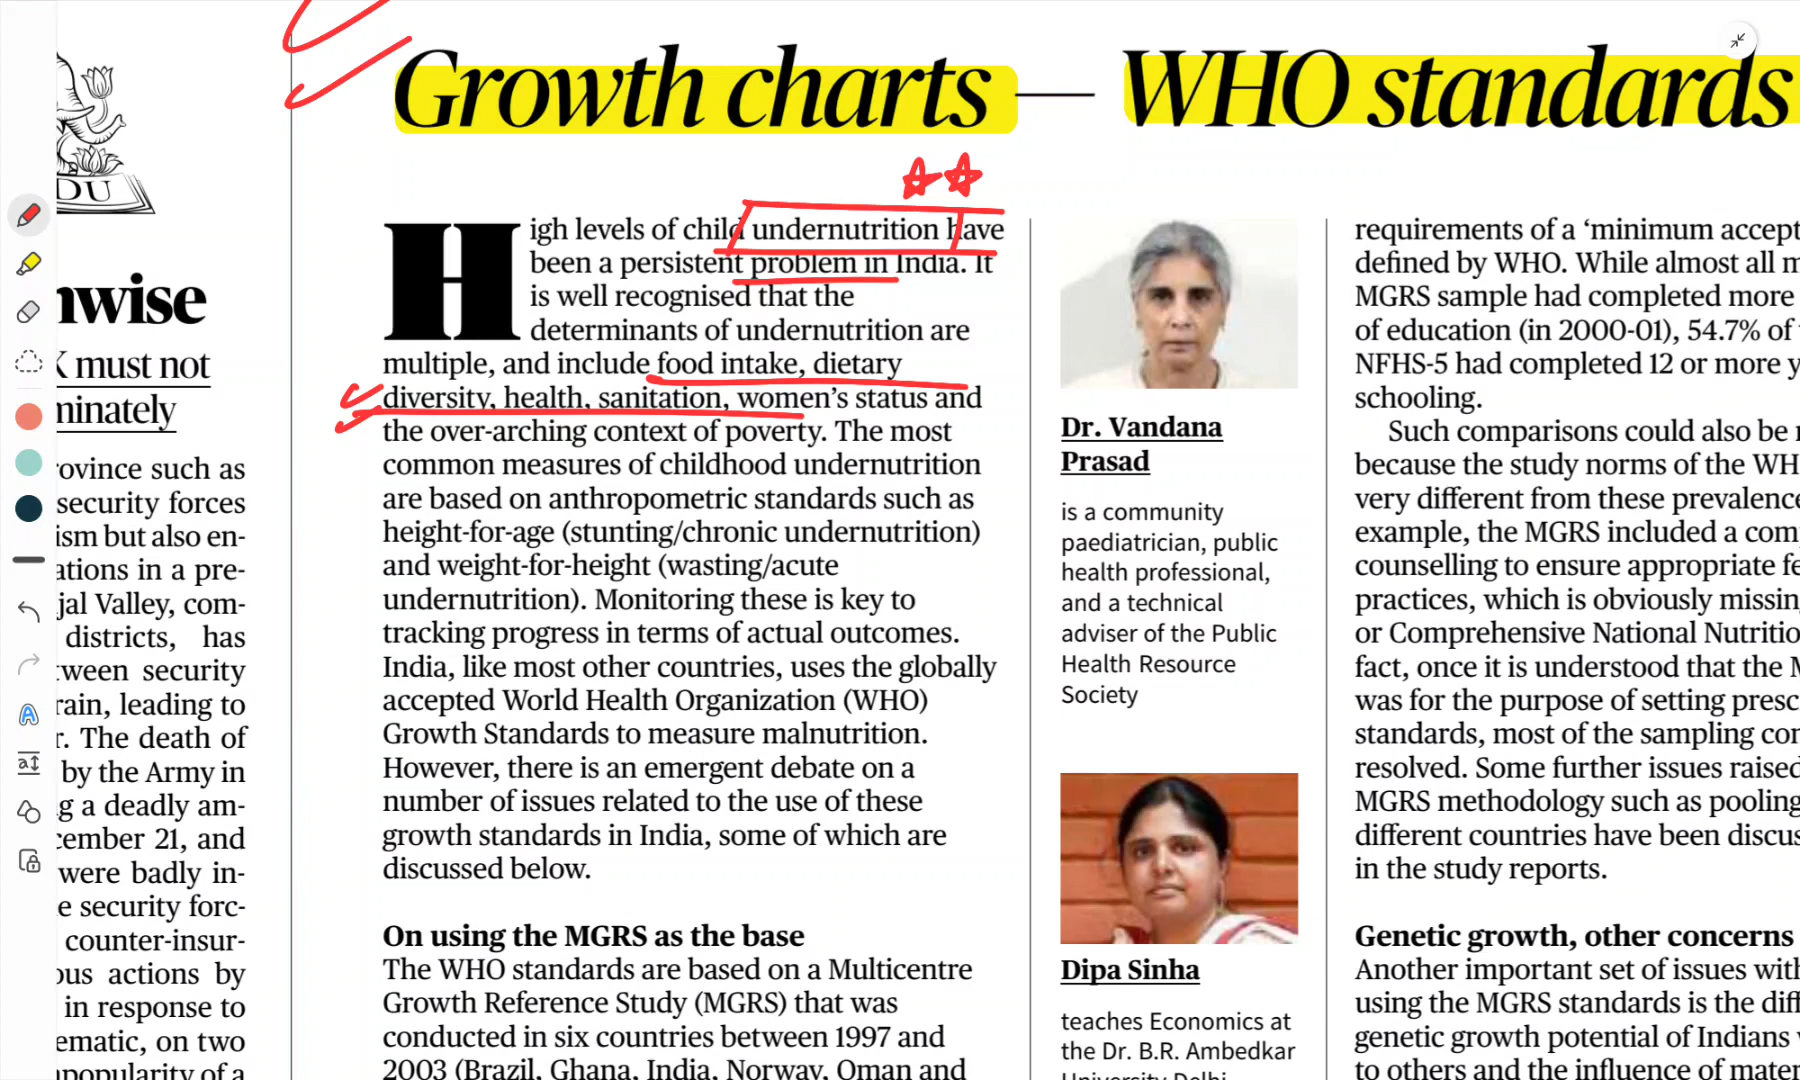 Growth charts — WHO standards
DU
nwise
K must not
minately
rovince such as
security forces
ism but also en-
ations in a pre-
jal Valley, com-
districts, has
tween security
rain, leading to
r. The death of
by the Army in
g a deadly am-
cember 21, and
were badly in-
e security forc-
counter-insur-
ous actions by
in response to
ematic, on two
npopularity of a
High levels of child undernutrition have
been a persistent problem in India. It
is well recognised that the
determinants of undernutrition are
multiple, and include food intake, dietary
diversity, health, sanitation, women’s status and
the over-arching context of poverty. The most
common measures of childhood undernutrition
are based on anthropometric standards such as
height-for-age (stunting/chronic undernutrition)
and weight-for-height (wasting/acute
undernutrition). Monitoring these is key to
tracking progress in terms of actual outcomes.
India, like most other countries, uses the globally
accepted World Health Organization (WHO)
Growth Standards to measure malnutrition.
However, there is an emergent debate on a
number of issues related to the use of these
growth standards in India, some of which are
discussed below.
On using the MGRS as the base
The WHO standards are based on a Multicentre
Growth Reference Study (MGRS) that was
conducted in six countries between 1997 and
2003 (Brazil, Ghana, India, Norway, Oman and
Dr. Vandana
Prasad
is a community
paediatrician, public
health professional,
and a technical
adviser of the Public
Health Resource
Society
Dipa Sinha
teaches Economics at
the Dr. B.R. Ambedkar
University Delhi
requirements of a ‘minimum accept
defined by WHO. While almost all m
MGRS sample had completed more
of education (in 2000-01), 54.7% of
NFHS-5 had completed 12 or more y
schooling.
Such comparisons could also be
because the study norms of the WH
very different from these prevalence
example, the MGRS included a com
counselling to ensure appropriate fe
practices, which is obviously missing
or Comprehensive National Nutritio
fact, once it is understood that the M
was for the purpose of setting presc
standards, most of the sampling con
resolved. Some further issues raised
MGRS methodology such as pooling
different countries have been discus
in the study reports.
Genetic growth, other concerns
Another important set of issues with
using the MGRS standards is the diff
genetic growth potential of Indians
to others and the influence of mater